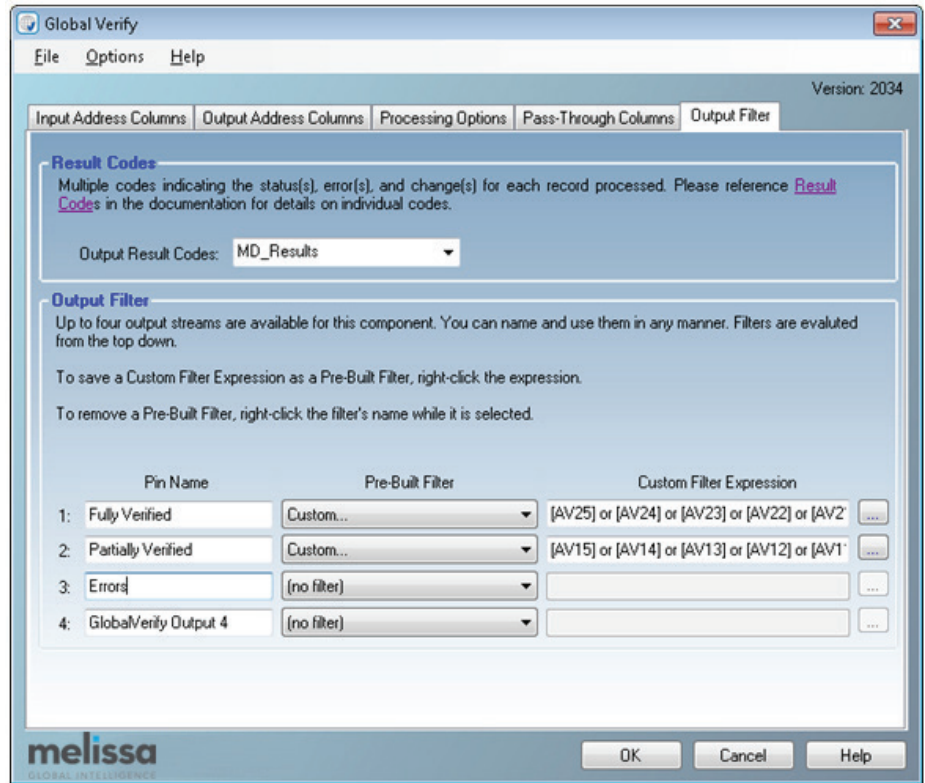 Global Verify
File Options Help
Version: 2034
Input Address Columns Output Address Columns Processing Options Pass-Through Columns Output Filter
Result Codes
Multiple codes indicating the status(s), error(s), and change(s) for each record processed. Please reference Result
Codes in the documentation for details on individual codes.
Output Result Codes: MD_Results
Output Filter
Up to four output streams are available for this component. You can name and use them in any manner. Filters are evaluted
from the top down.
To save a Custom Filter Expression as a Pre-Built Filter, right-click the expression.
To remove a Pre-Built Filter, right-click the filter's name while it is selected.
Pin Name Pre-Built Filter Custom Filter Expression
1: Fully Verified Custom... [AV25] or [AV24] or [AV23] or [AV22] or [AV2 ...
2: Partially Verified Custom... [AV15] or [AV14] or [AV13] or [AV12] or [AV1 ...
3: Errors (no filter) ...
4: GlobalVerify Output 4 (no filter) ...
melissa
GLOBAL INTELLIGENCE
OK Cancel Help